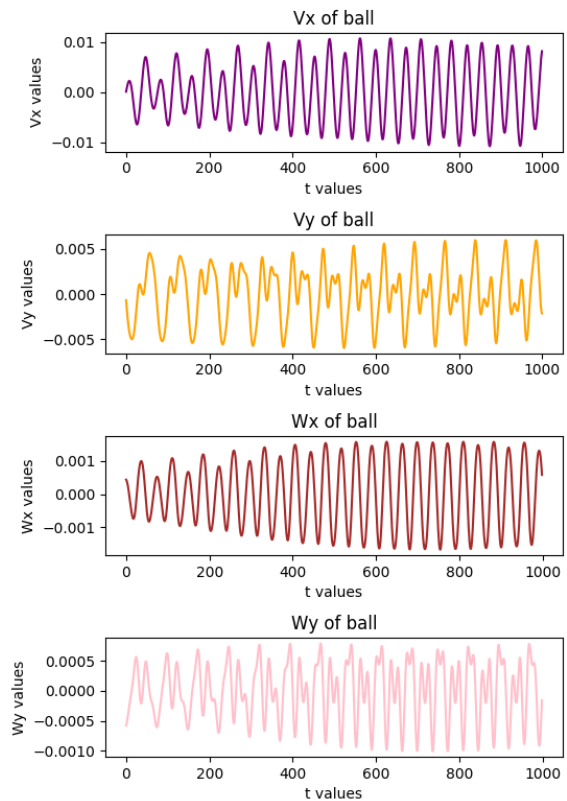 Vx of ball
0.01
0.00
−0.01
Vx values
0 200 400 600 800 1000
t values
Vy of ball
0.005
0.000
−0.005
Vy values
0 200 400 600 800 1000
t values
Wx of ball
0.001
0.000
−0.001
Wx values
0 200 400 600 800 1000
t values
Wy of ball
0.0005
0.0000
−0.0005
−0.0010
Wy values
0 200 400 600 800 1000
t values